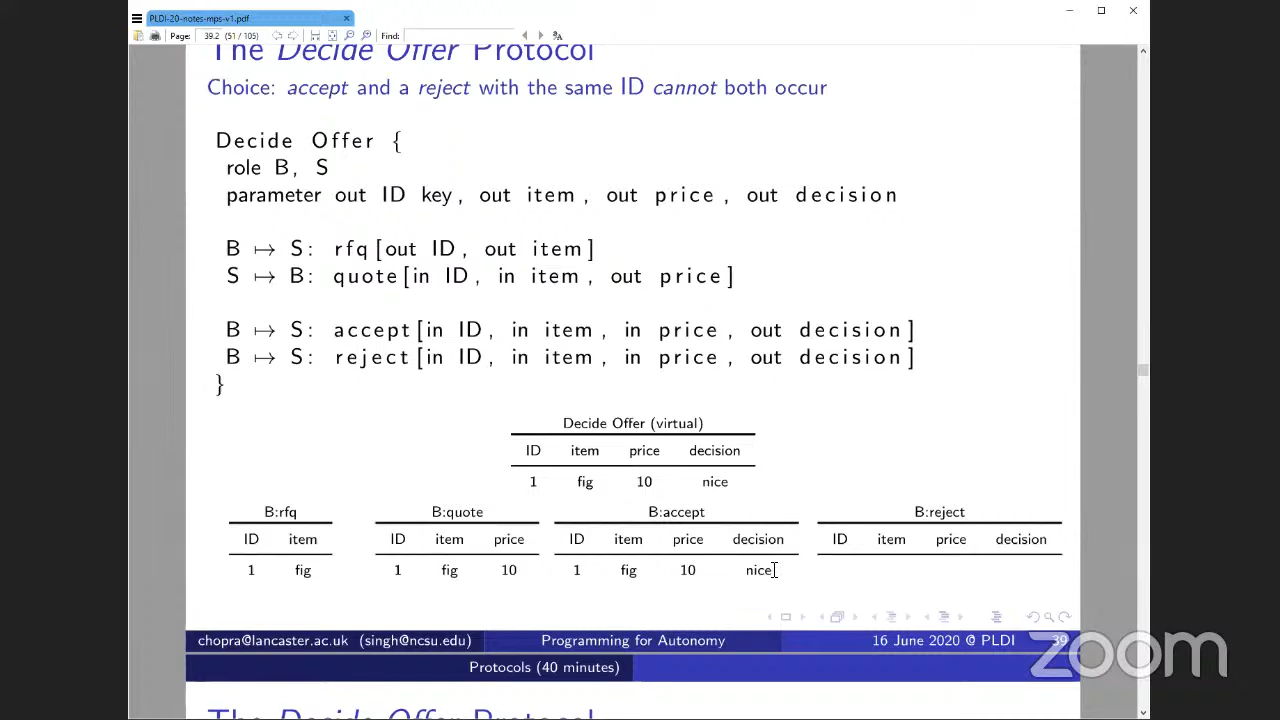 PLDI-20-notes-mps-v1.pdf
Page: 39.2 (51 / 105) Find:
The Decide Offer Protocol
Choice: accept and a reject with the same ID cannot both occur
Decide Offer {
role B, S
parameter out ID key, out item, out price, out decision
B ↦ S: rfq[out ID, out item]
S ↦ B: quote[in ID, in item, out price]
B ↦ S: accept[in ID, in item, in price, out decision]
B ↦ S: reject[in ID, in item, in price, out decision]
}
Decide Offer (virtual)
ID item price decision
1 fig 10 nice
B:rfq B:quote B:accept B:reject
ID item ID item price ID item price decision ID item price decision
1 fig 1 fig 10 1 fig 10 nice
chopra@lancaster.ac.uk (singh@ncsu.edu) Programming for Autonomy 16 June 2020 @ PLDI 39
zoom
Protocols (40 minutes)
The Decide Offer Protocol